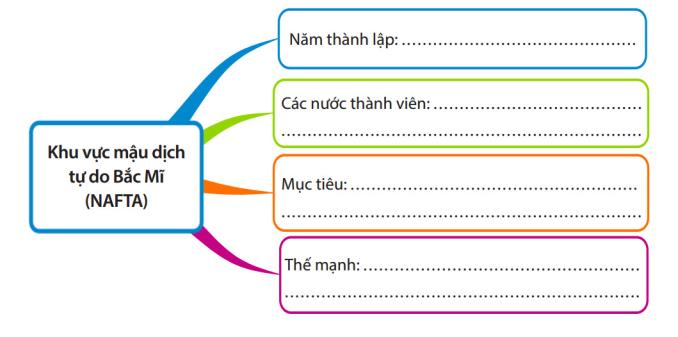 Khu vực mậu dịch
tự do Bắc Mĩ
(NAFTA)
Năm thành lập: ............................................
Các nước thành viên: .......................................
....................................................................
Mục tiêu: ......................................................
....................................................................
Thế mạnh: ....................................................
....................................................................